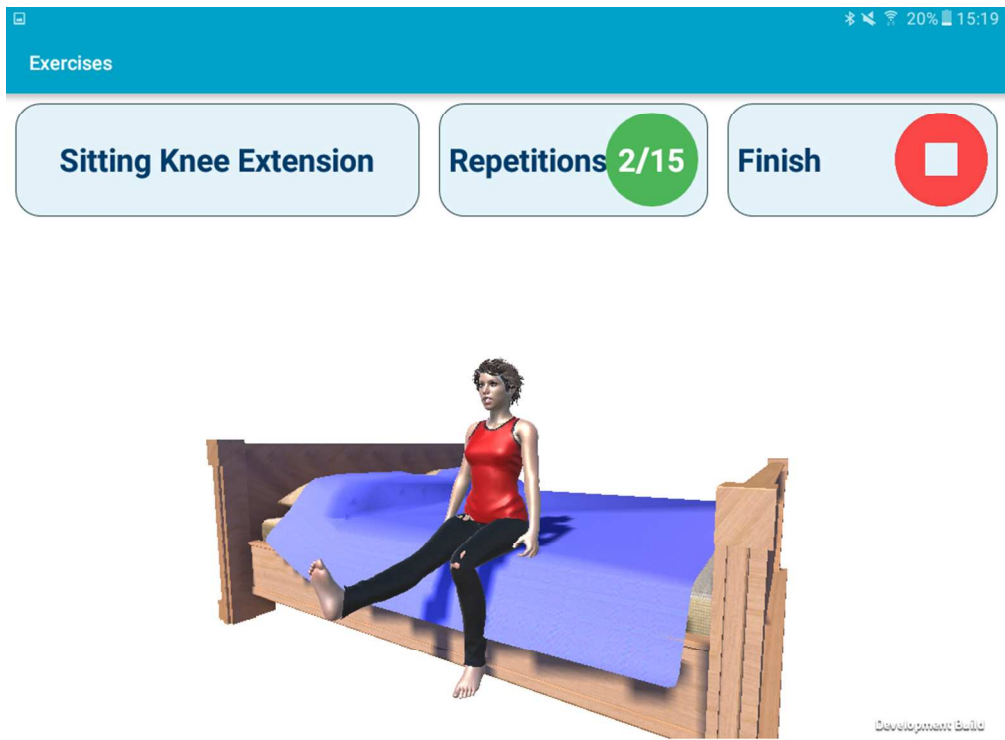 20% 15:19
Exercises
Sitting Knee Extension
Repetitions 2/15
Finish
Development Build